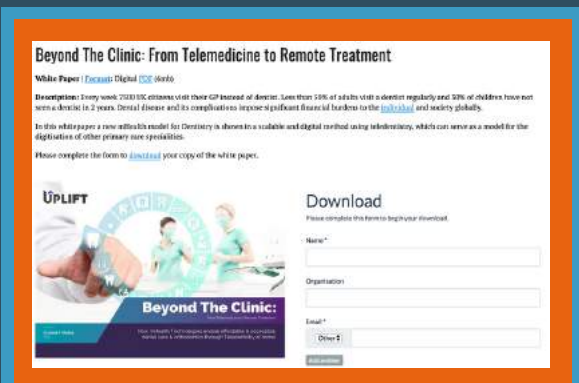 Beyond The Clinic: From Telemedicine to Remote Treatment
White Paper | Format: Digital PDF (6mb)
Description: Every week 7500 UK citizens visit their GP instead of dentist. Less than 50% of adults visit a dentist regularly and 50% of children have not
seen a dentist in 2 years. Dental disease and its complications impose significant financial burdens to the individual and society globally.
In this whitepaper a new mHealth model for Dentistry is shown in a scalable and digital method using teledentistry, which can serve as a model for the
digitisation of other primary care specialities.
Please complete the form to download your copy of the white paper.
UPLIFT
Download
Please complete this form to begin your download.
Name *
Organisation
Beyond The Clinic:
Email *
Other
Add another